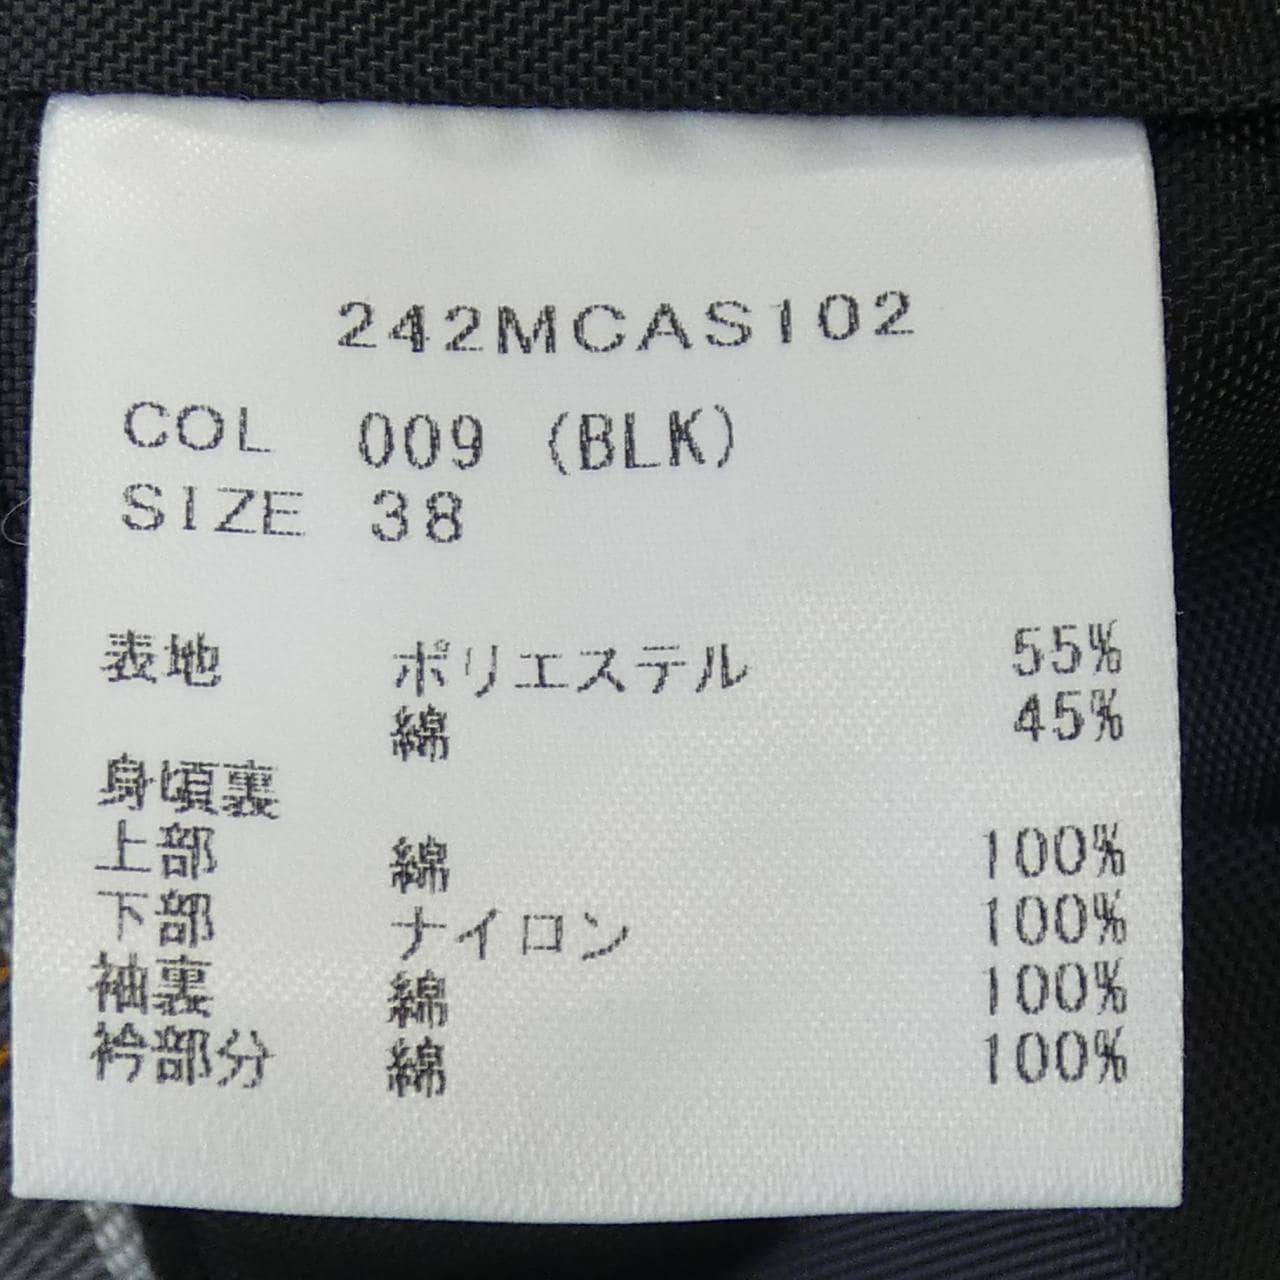 242MCAS102
COL 009 (BLK)
SIZE 38
表地 ポリエステル 55%
綿 45%
身頃裏
上部 綿 100%
下部 ナイロン 100%
袖裏 綿 100%
衿部分 綿 100%